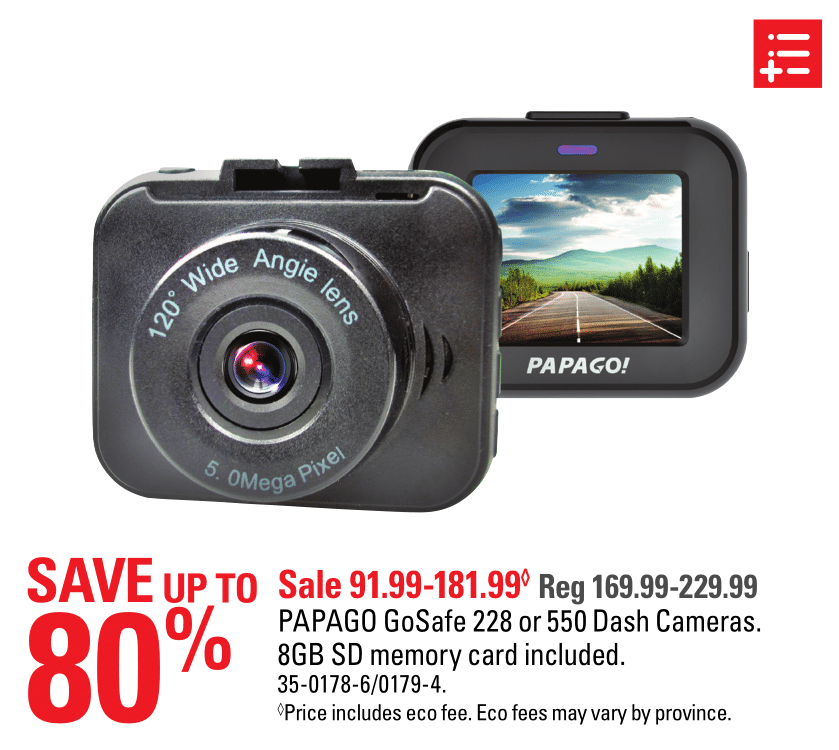 120° Wide Angie lens
5. 0Mega Pixel
PAPAGO!
SAVE UP TO
80%
Sale 91.99-181.99◊ Reg 169.99-229.99
PAPAGO GoSafe 228 or 550 Dash Cameras.
8GB SD memory card included.
35-0178-6/0179-4.
◊Price includes eco fee. Eco fees may vary by province.